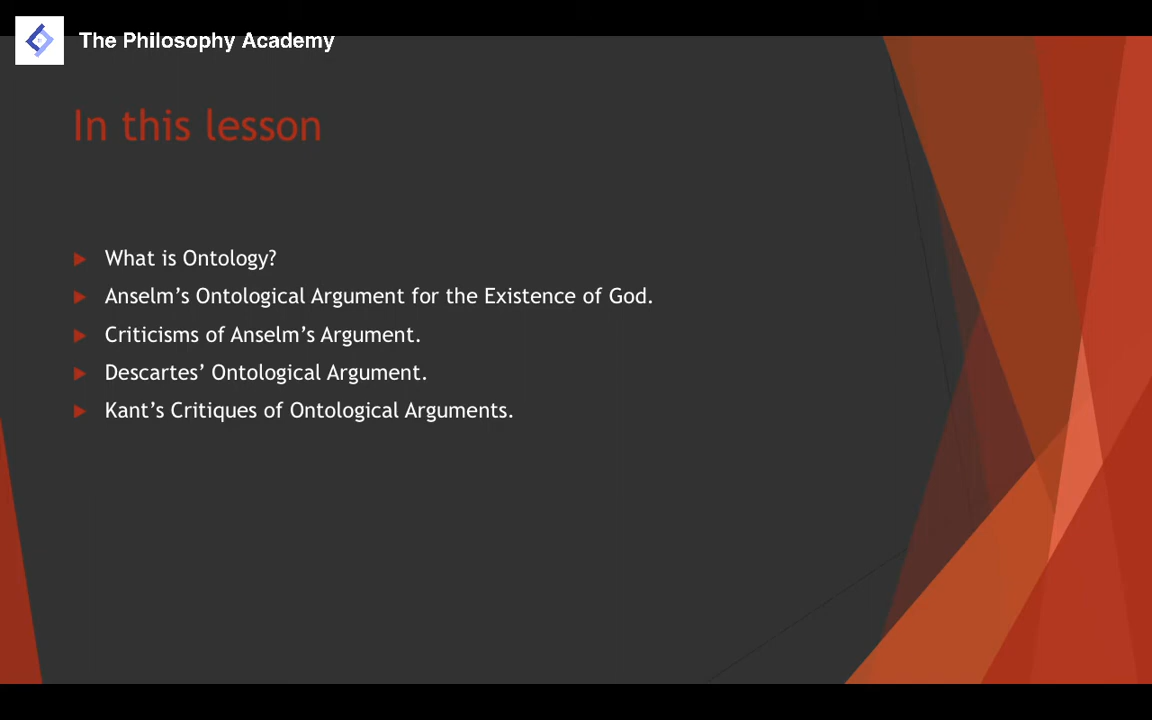 The Philosophy Academy
In this lesson
What is Ontology?
Anselm’s Ontological Argument for the Existence of God.
Criticisms of Anselm’s Argument.
Descartes’ Ontological Argument.
Kant’s Critiques of Ontological Arguments.